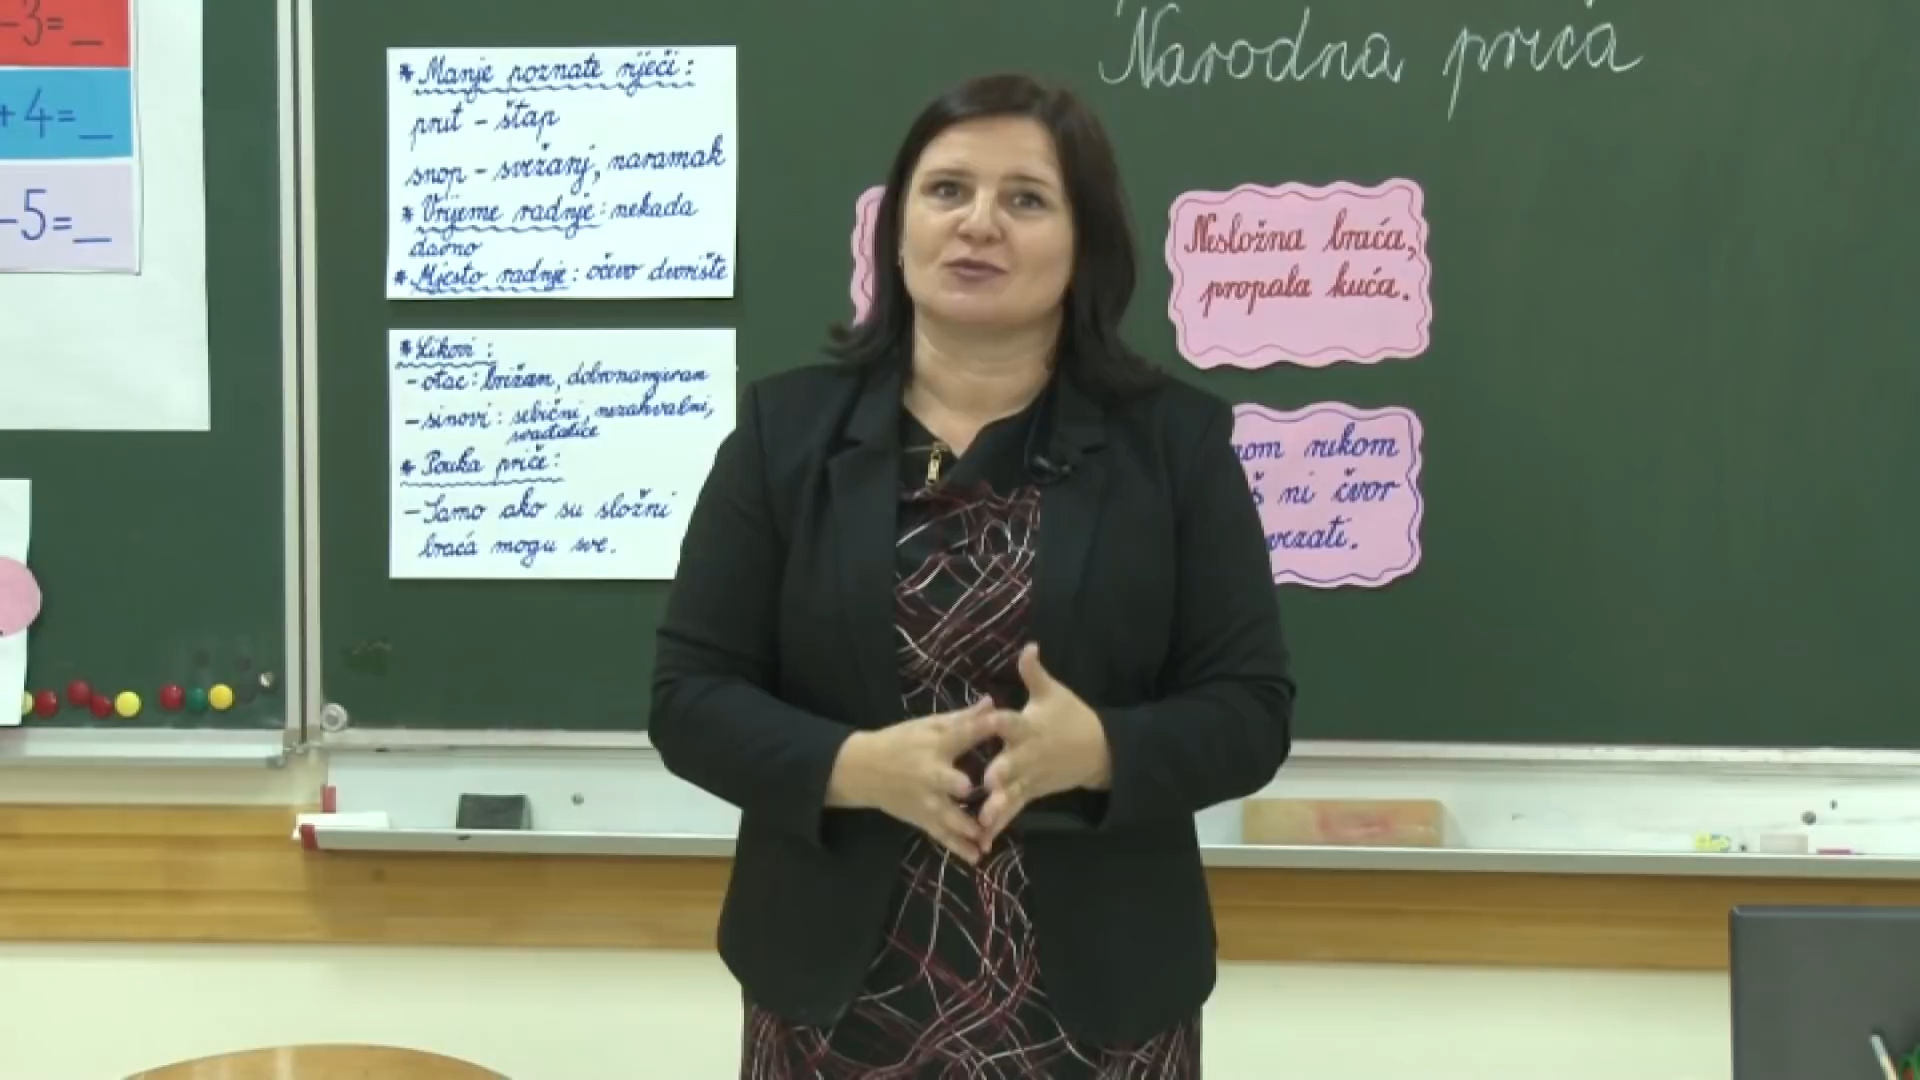 -3=_
+4=_
-5=_
* Manje poznate riječi:
prut - štap
snop - svežanj, naramak
* Vrijeme radnje: nekada
davno
* Mjesto radnje: očevo dvorište
* Likovi:
- otac: brižan, dobronamjeran
- sinovi: sebični, nezahvalni,
svadalice
* Pouka priče:
- Samo ako su složni
braća mogu sve.
Narodna priča
Nesložna braća,
propala kuća.
rukom
ni čvor